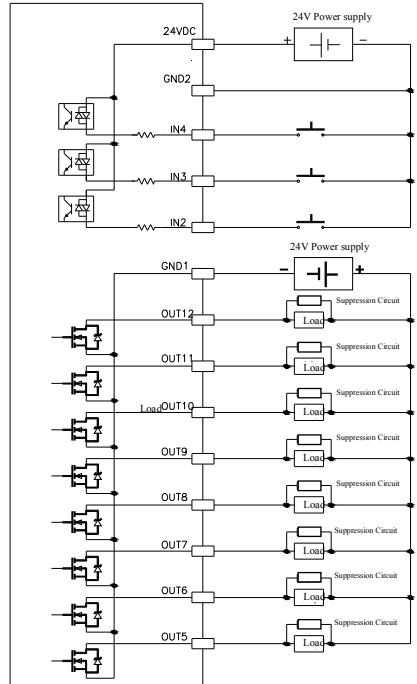 24V Power supply
24VDC + −
GND2
IN4
IN3
IN2
24V Power supply
GND1 − +
Suppression Circuit
OUT12 Load
Suppression Circuit
OUT11 Load
Suppression Circuit
LoadOUT10 Load
Suppression Circuit
OUT9 Load
Suppression Circuit
OUT8 Load
Suppression Circuit
OUT7 Load
Suppression Circuit
OUT6 Load
Suppression Circuit
OUT5 Load